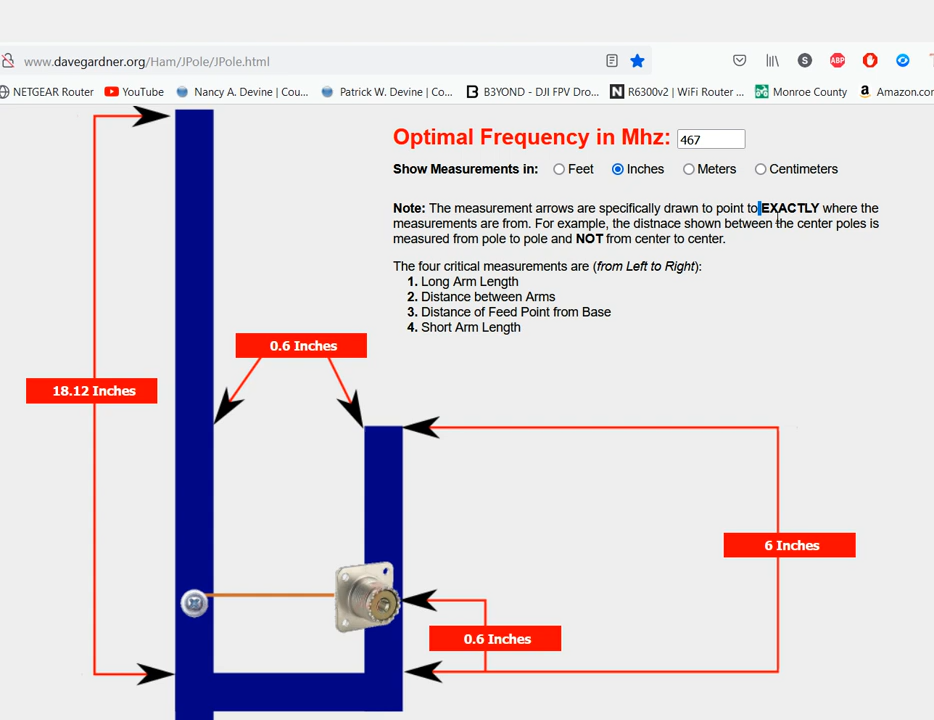 www.davegardner.org/Ham/JPole/JPole.html
NETGEAR Router YouTube Nancy A. Devine | Cou... Patrick W. Devine | Co... B3YOND - DJI FPV Dro... R6300v2 | WiFi Router ... Monroe County Amazon.com
Optimal Frequency in Mhz: 467
Show Measurements in: Feet Inches Meters Centimeters
Note: The measurement arrows are specifically drawn to point to EXACTLY where the
measurements are from. For example, the distnace shown between the center poles is
measured from pole to pole and NOT from center to center.
The four critical measurements are (from Left to Right):
1. Long Arm Length
2. Distance between Arms
3. Distance of Feed Point from Base
4. Short Arm Length
0.6 Inches
18.12 Inches
6 Inches
0.6 Inches